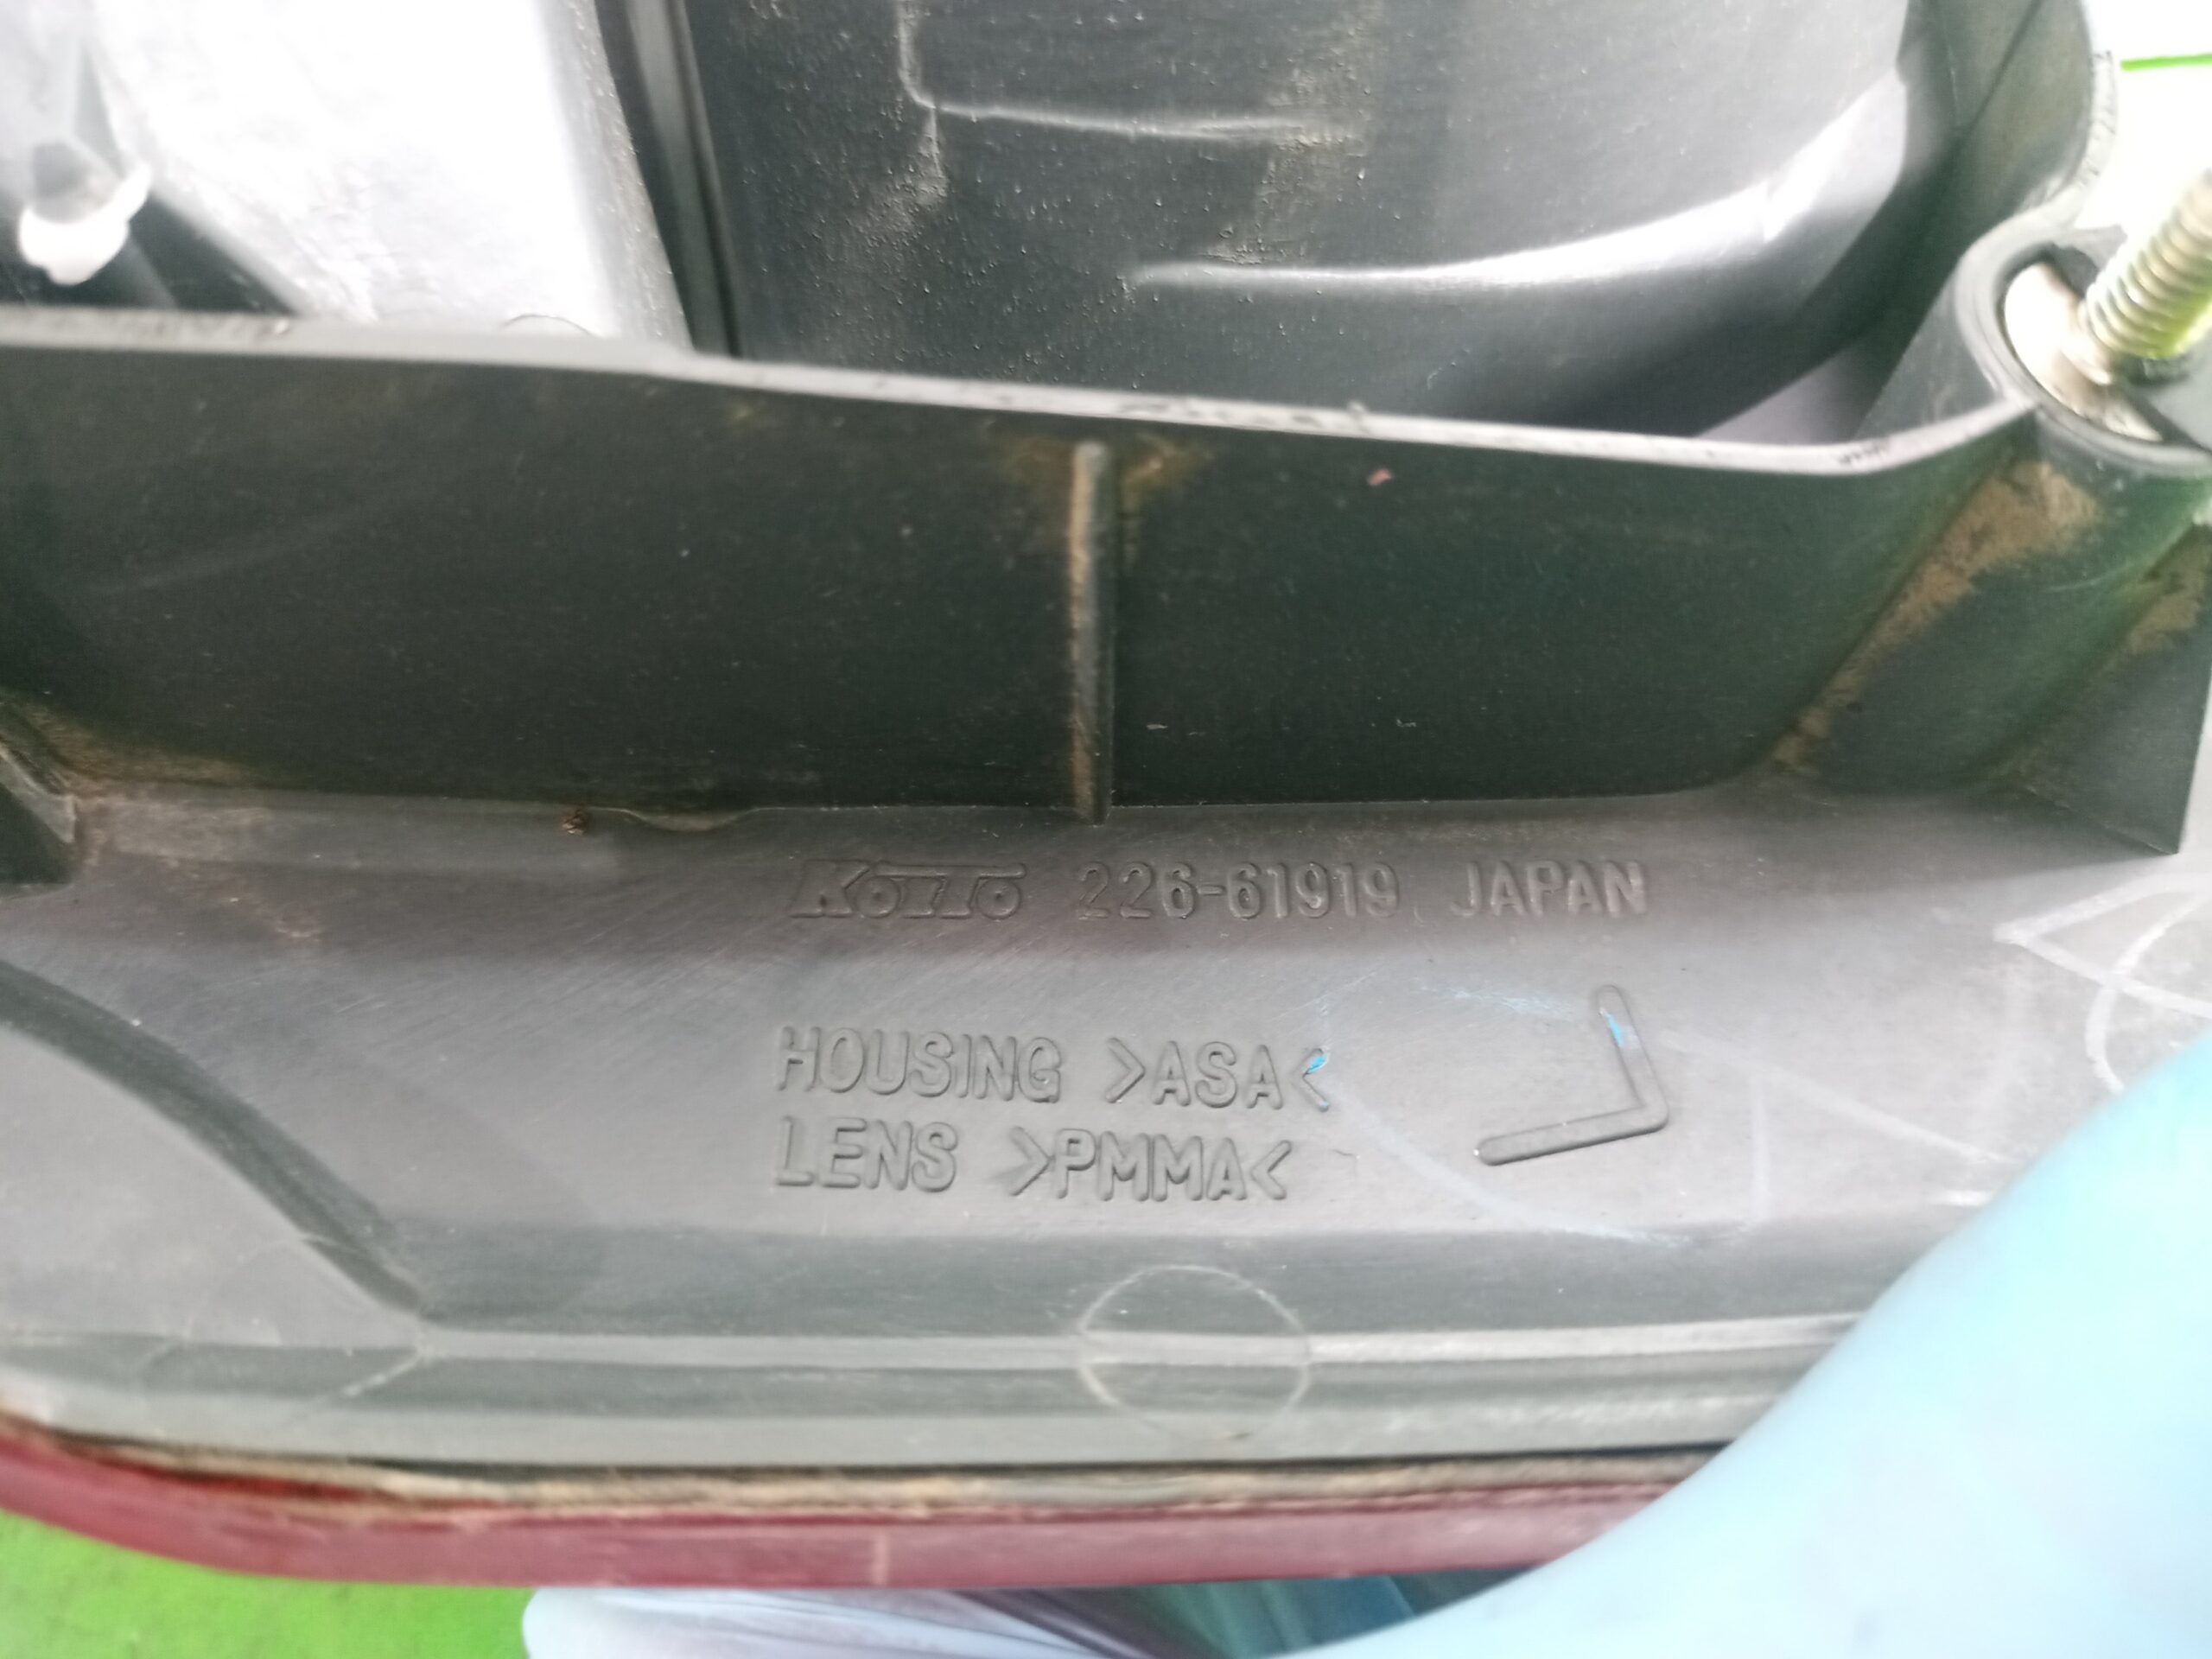 KOITO 226-61919 JAPAN
HOUSING >ASA<
LENS >PMMA<
L